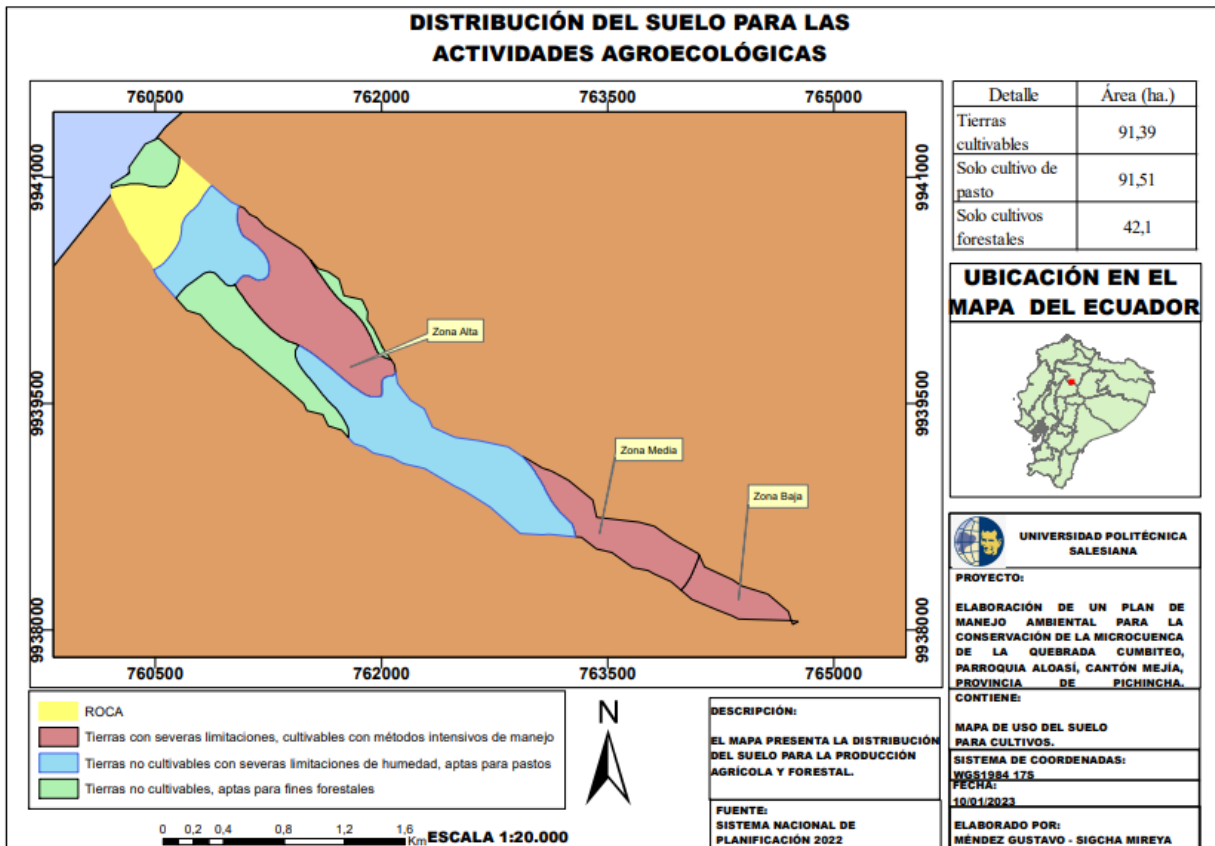 DISTRIBUCIÓN DEL SUELO PARA LAS
ACTIVIDADES AGROECOLÓGICAS
760500 762000 763500 765000
9941000 9941000
9939500 9939500
9938000 9938000
760500 762000 763500 765000
Zona Alta
Zona Media
Zona Baja
Detalle Área (ha.)
Tierras
cultivables 91,39
Solo cultivo de
pasto 91,51
Solo cultivos
forestales 42,1
UBICACIÓN EN EL
MAPA DEL ECUADOR
UNIVERSIDAD POLITÉCNICA
SALESIANA
PROYECTO:
ELABORACIÓN DE UN PLAN DE
MANEJO AMBIENTAL PARA LA
CONSERVACIÓN DE LA MICROCUENCA
DE LA QUEBRADA CUMBITEO,
PARROQUIA ALOASÍ, CANTÓN MEJÍA,
PROVINCIA DE PICHINCHA.
CONTIENE:
MAPA DE USO DEL SUELO
PARA CULTIVOS.
SISTEMA DE COORDENADAS:
WGS1984 17S
FECHA:
10/01/2023
ELABORADO POR:
MÉNDEZ GUSTAVO - SIGCHA MIREYA
ROCA
Tierras con severas limitaciones, cultivables con métodos intensivos de manejo
Tierras no cultivables con severas limitaciones de humedad, aptas para pastos
Tierras no cultivables, aptas para fines forestales
N
DESCRIPCIÓN:
EL MAPA PRESENTA LA DISTRIBUCIÓN
DEL SUELO PARA LA PRODUCCIÓN
AGRÍCOLA Y FORESTAL.
FUENTE:
SISTEMA NACIONAL DE
PLANIFICACIÓN 2022
0 0,2 0,4 0,8 1,2 1,6
Km
ESCALA 1:20.000